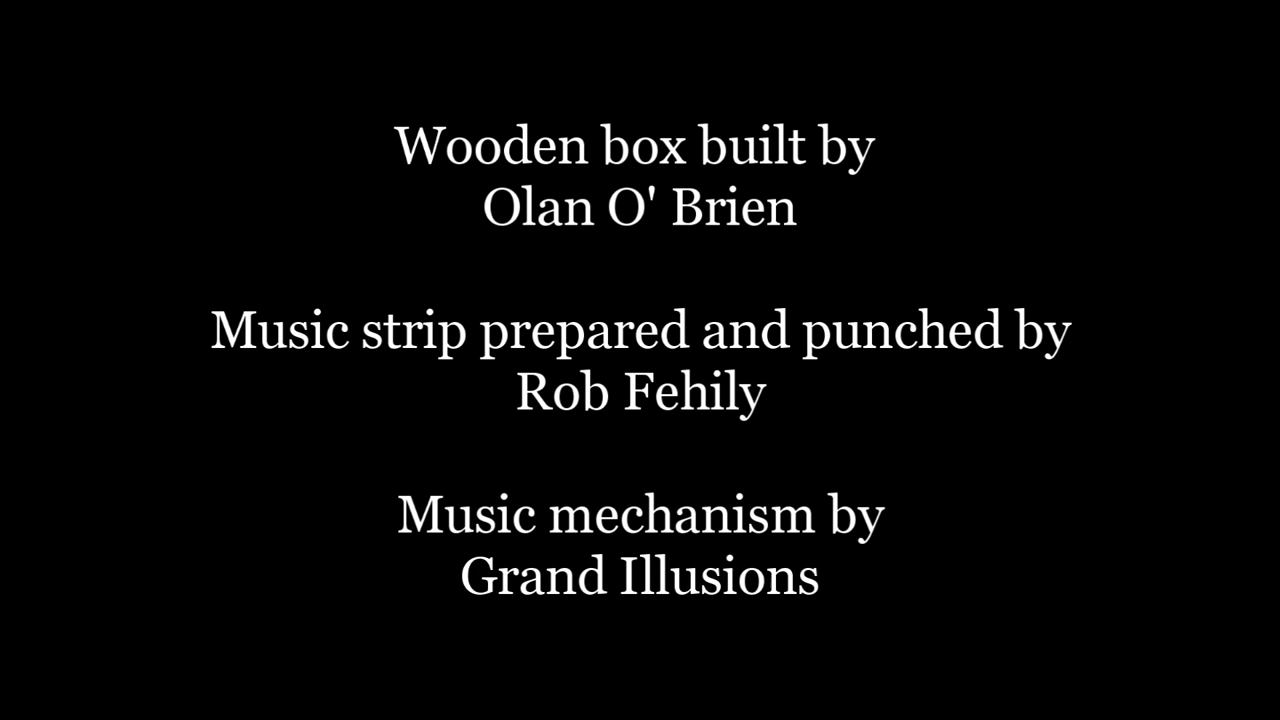 Wooden box built by
Olan O' Brien
Music strip prepared and punched by
Rob Fehily
Music mechanism by
Grand Illusions